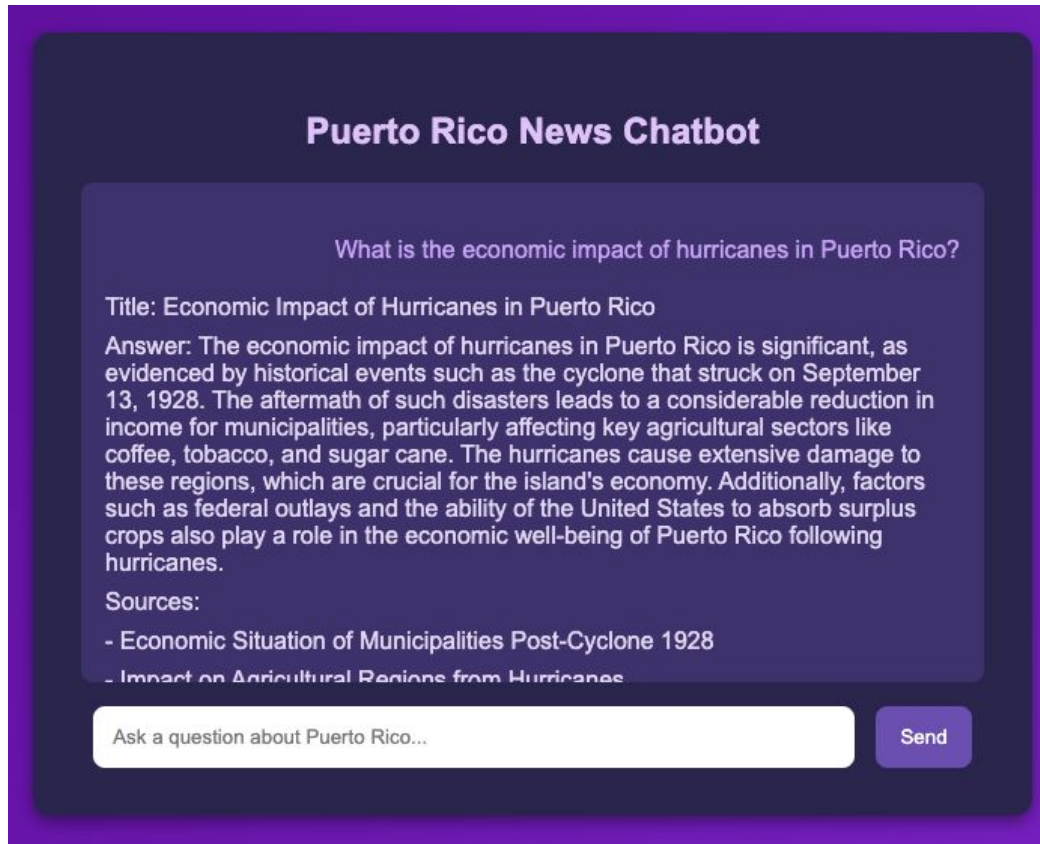 Puerto Rico News Chatbot
What is the economic impact of hurricanes in Puerto Rico?
Title: Economic Impact of Hurricanes in Puerto Rico
Answer: The economic impact of hurricanes in Puerto Rico is significant, as
evidenced by historical events such as the cyclone that struck on September
13, 1928. The aftermath of such disasters leads to a considerable reduction in
income for municipalities, particularly affecting key agricultural sectors like
coffee, tobacco, and sugar cane. The hurricanes cause extensive damage to
these regions, which are crucial for the island's economy. Additionally, factors
such as federal outlays and the ability of the United States to absorb surplus
crops also play a role in the economic well-being of Puerto Rico following
hurricanes.
Sources:
- Economic Situation of Municipalities Post-Cyclone 1928
- Impact on Agricultural Regions from Hurricanes
Ask a question about Puerto Rico...
Send